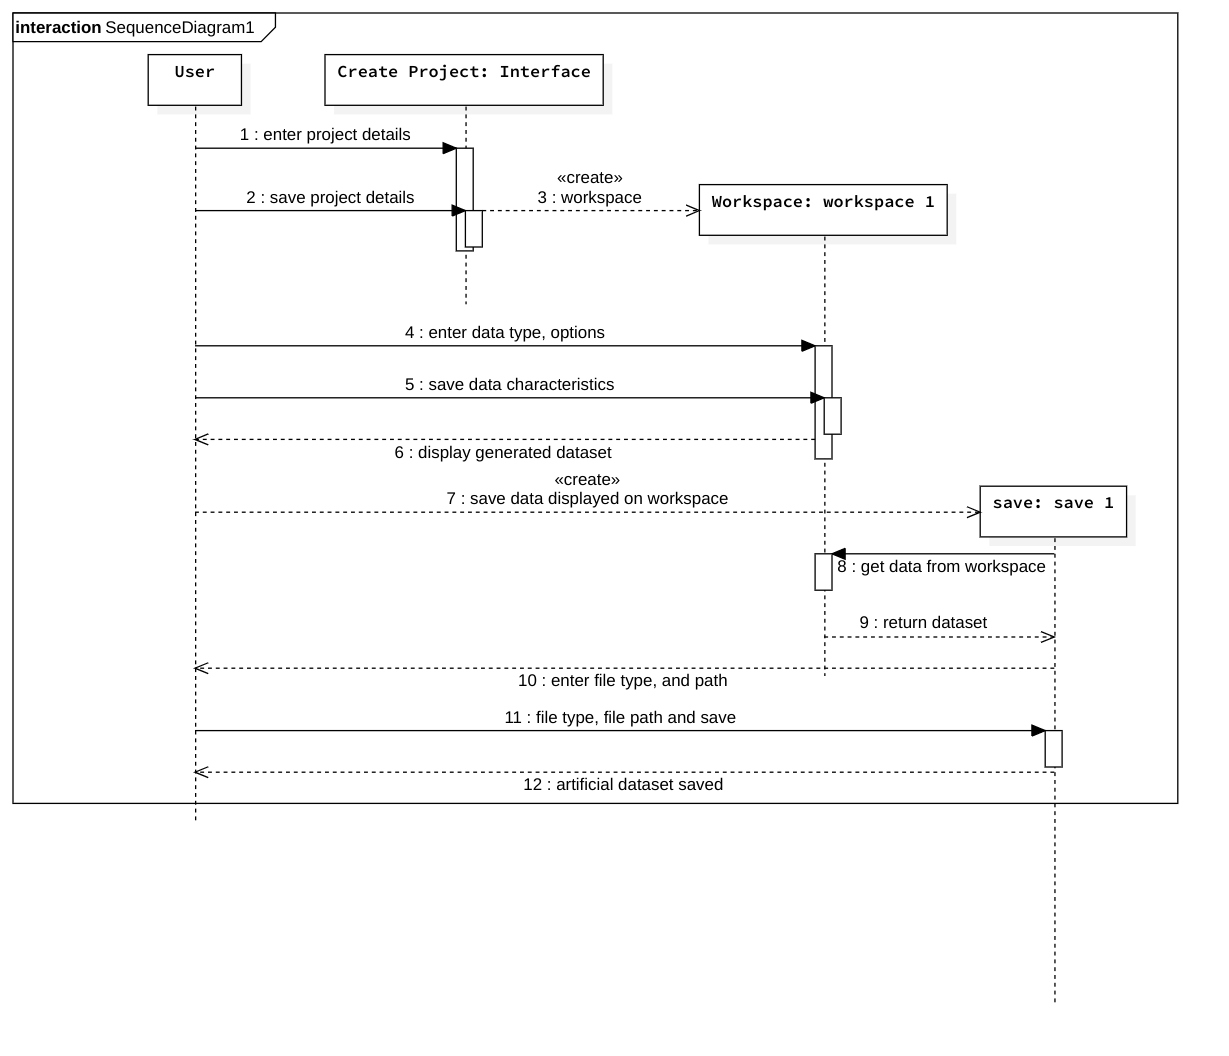 interaction SequenceDiagram1
User
Create Project: Interface
1 : enter project details
«create»
2 : save project details
3 : workspace
Workspace: workspace 1
4 : enter data type, options
5 : save data characteristics
6 : display generated dataset
«create»
7 : save data displayed on workspace
save: save 1
8 : get data from workspace
9 : return dataset
10 : enter file type, and path
11 : file type, file path and save
12 : artificial dataset saved